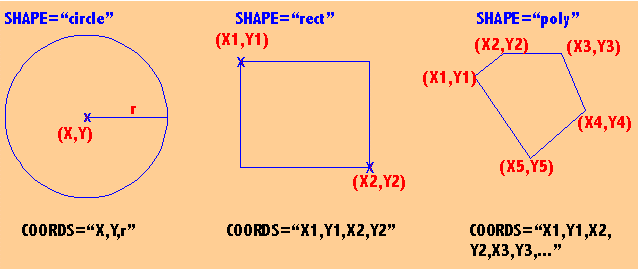 SHAPE=“circle”
r
(X,Y)
COORDS=“X,Y,r”
SHAPE=“rect”
(X1,Y1)
(X2,Y2)
COORDS=“X1,Y1,X2,Y2”
SHAPE=“poly”
(X2,Y2)
(X3,Y3)
(X1,Y1)
(X4,Y4)
(X5,Y5)
COORDS=“X1,Y1,X2,
Y2,X3,Y3,...”